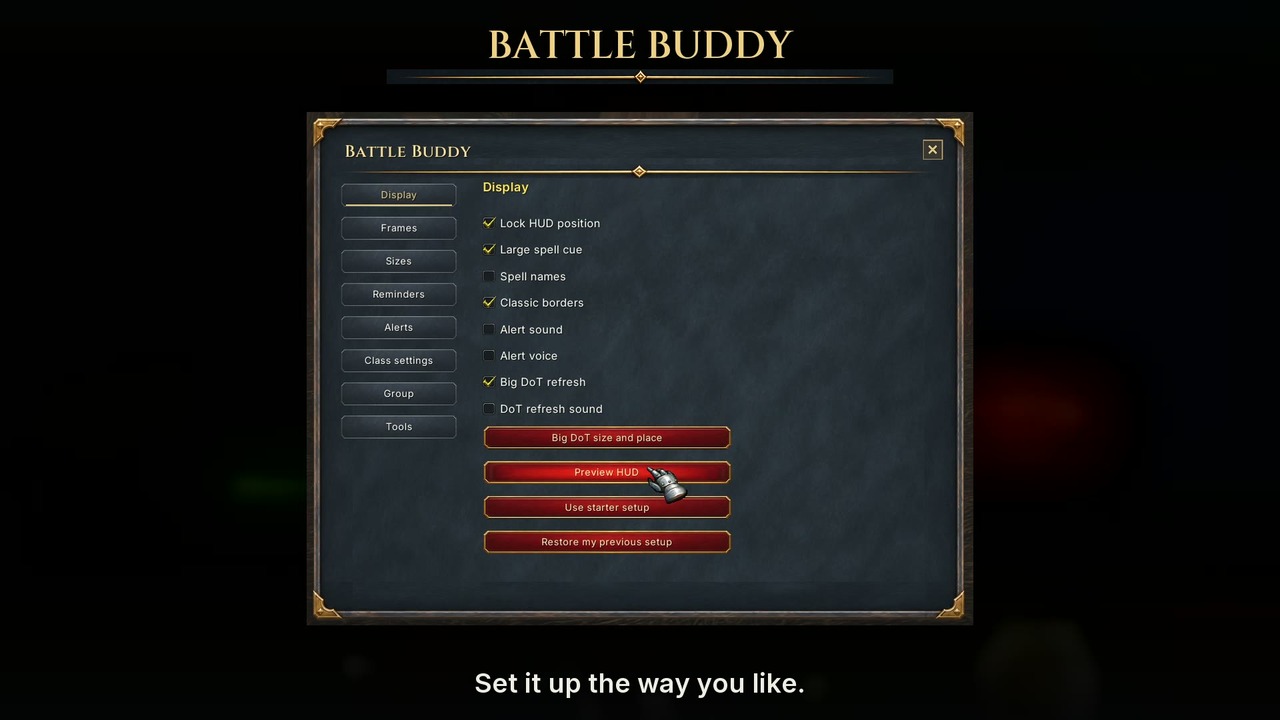 BATTLE BUDDY
BATTLE BUDDY
Display
Frames
Sizes
Reminders
Alerts
Class settings
Group
Tools
Display
Lock HUD position
Large spell cue
Spell names
Classic borders
Alert sound
Alert voice
Big DoT refresh
DoT refresh sound
Big DoT size and place
Preview HUD
Use starter setup
Restore my previous setup
Set it up the way you like.